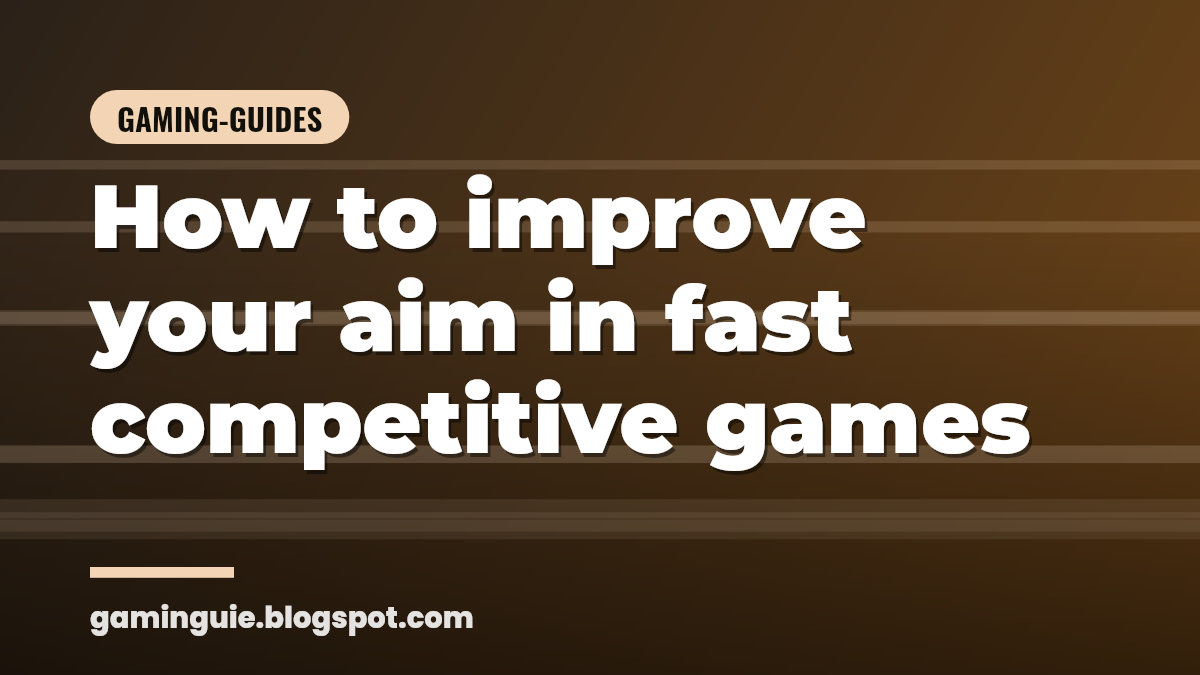 GAMING-GUIDES
How to improve
your aim in fast
competitive games
gaminguie.blogspot.com